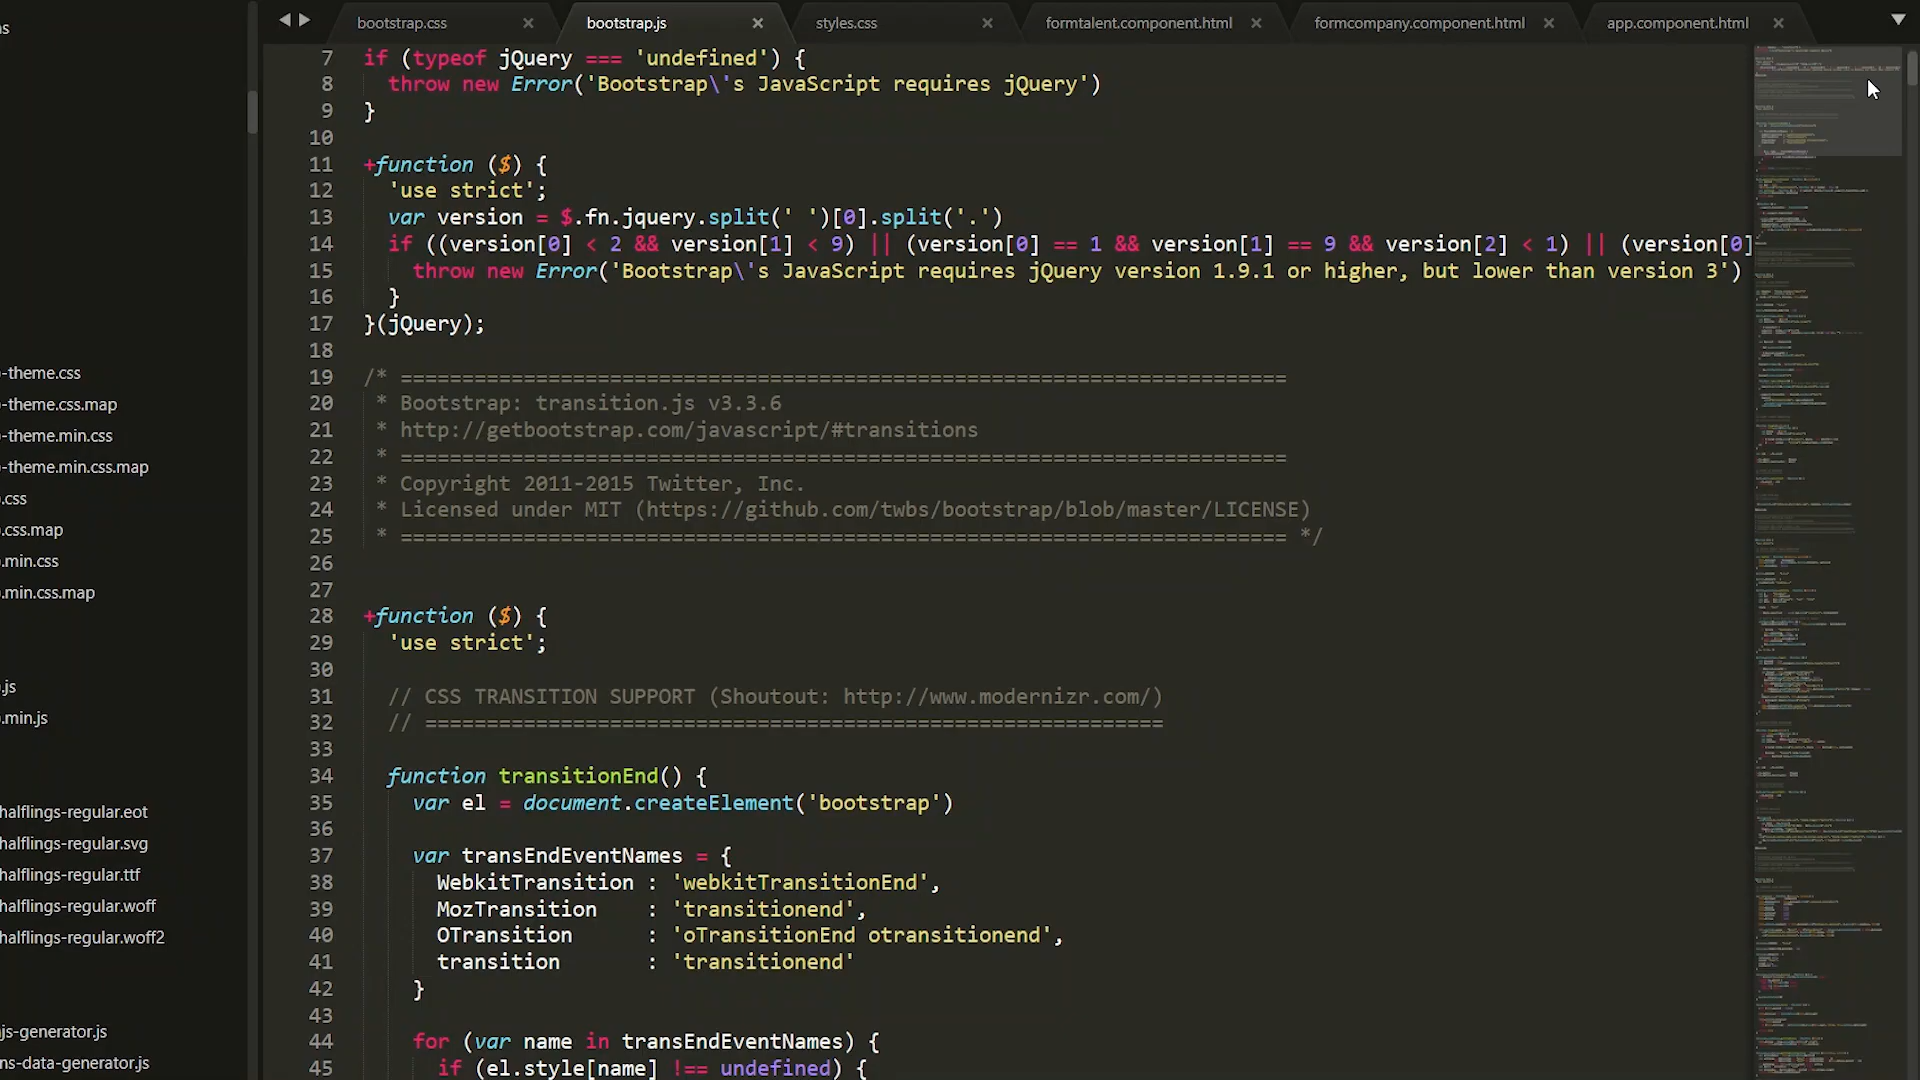 bootstrap.css × bootstrap.js × styles.css × formtalent.component.html × formcompany.component.html × app.component.html ×
s
-theme.css
-theme.css.map
-theme.min.css
-theme.min.css.map
.css
.css.map
.min.css
.min.css.map
.js
.min.js
halflings-regular.eot
halflings-regular.svg
halflings-regular.ttf
halflings-regular.woff
halflings-regular.woff2
js-generator.js
ns-data-generator.js
7 if (typeof jQuery === 'undefined') {
8 throw new Error('Bootstrap\'s JavaScript requires jQuery')
9 }
10
11 +function ($) {
12 'use strict';
13 var version = $.fn.jquery.split(' ')[0].split('.')
14 if ((version[0] < 2 && version[1] < 9) || (version[0] == 1 && version[1] == 9 && version[2] < 1) || (version[0]
15 throw new Error('Bootstrap\'s JavaScript requires jQuery version 1.9.1 or higher, but lower than version 3')
16 }
17 }(jQuery);
18
19 /* ========================================================================
20 * Bootstrap: transition.js v3.3.6
21 * http://getbootstrap.com/javascript/#transitions
22 * ========================================================================
23 * Copyright 2011-2015 Twitter, Inc.
24 * Licensed under MIT (https://github.com/twbs/bootstrap/blob/master/LICENSE)
25 * ======================================================================== */
26
27
28 +function ($) {
29 'use strict';
30
31 // CSS TRANSITION SUPPORT (Shoutout: http://www.modernizr.com/)
32 // ============================================================
33
34 function transitionEnd() {
35 var el = document.createElement('bootstrap')
36
37 var transEndEventNames = {
38 WebkitTransition : 'webkitTransitionEnd',
39 MozTransition : 'transitionend',
40 OTransition : 'oTransitionEnd otransitionend',
41 transition : 'transitionend'
42 }
43
44 for (var name in transEndEventNames) {
45 if (el.style[name] !== undefined) {